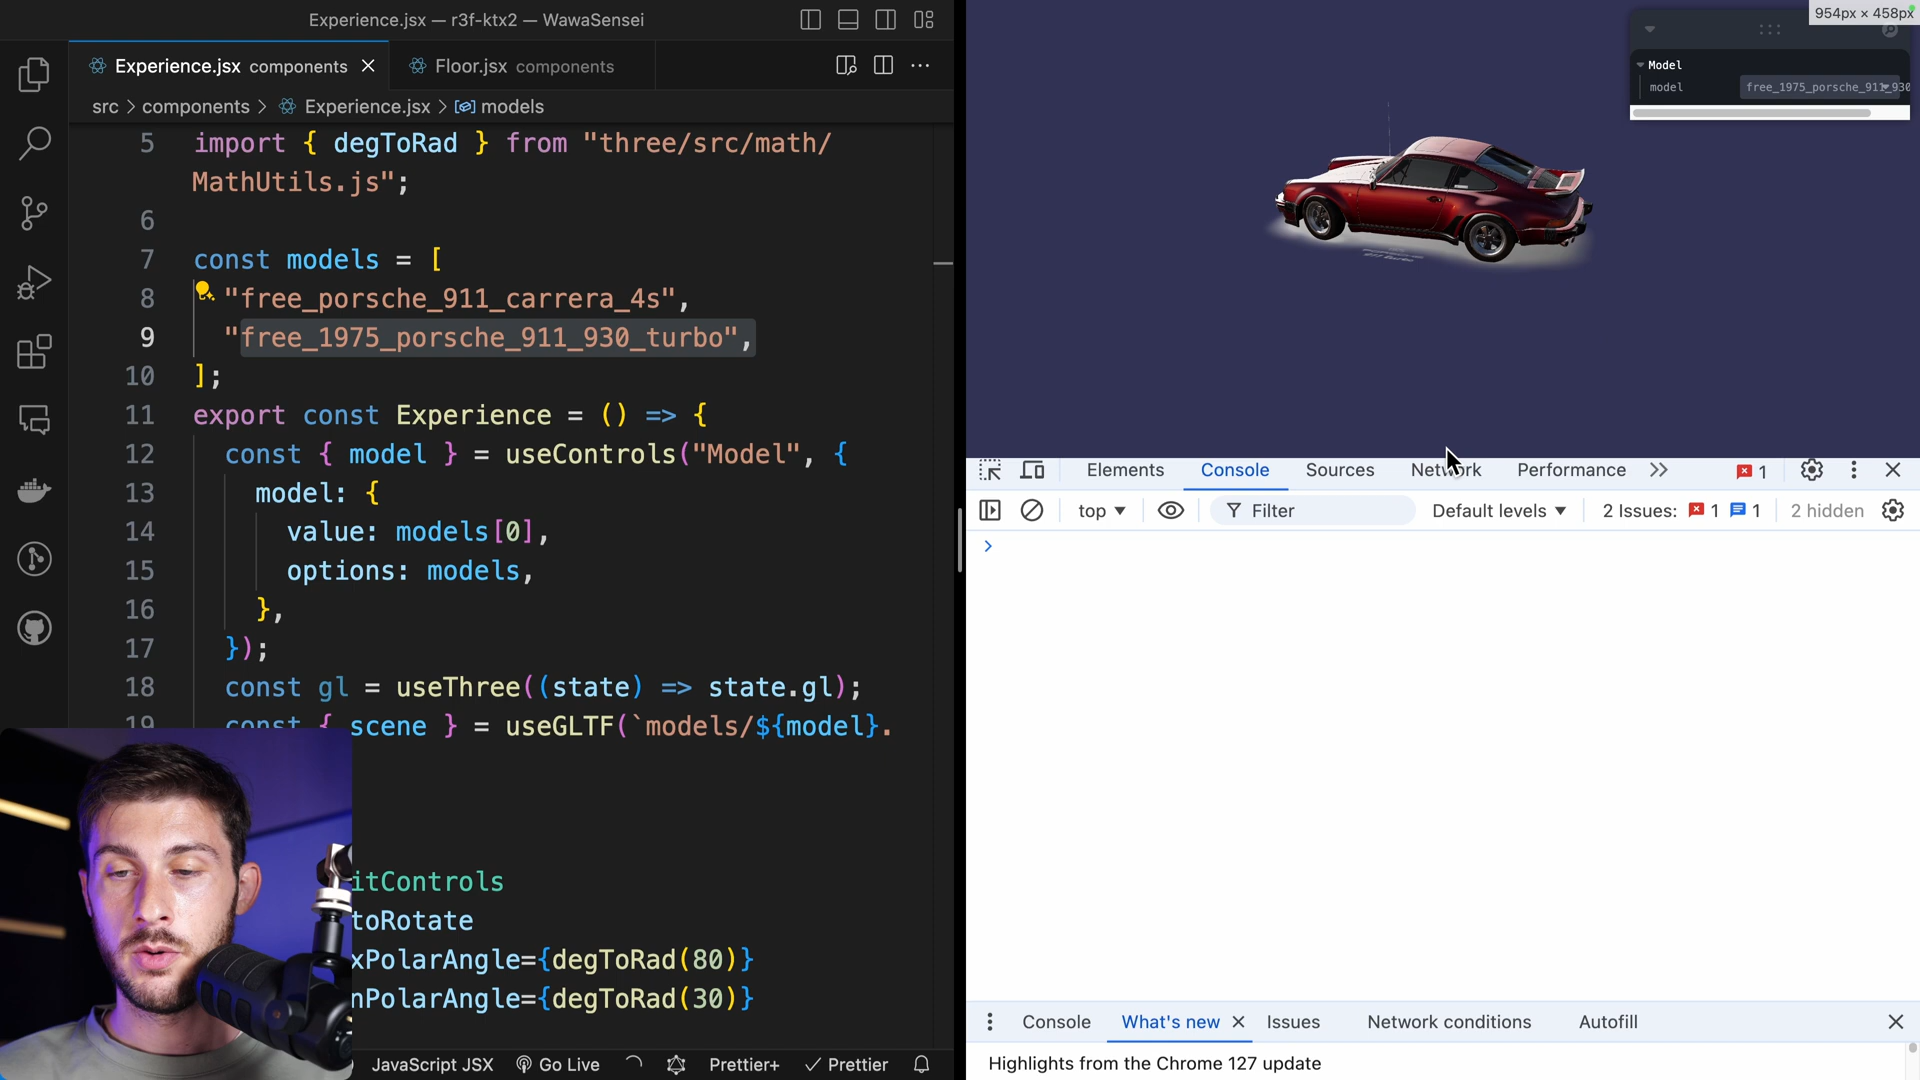 Experience.jsx — r3f-ktx2 — WawaSensei
Experience.jsx components
Floor.jsx components
src > components > Experience.jsx > models
5 import { degToRad } from "three/src/math/
MathUtils.js";
6
7 const models = [
8 "free_porsche_911_carrera_4s",
9 "free_1975_porsche_911_930_turbo",
10 ];
11 export const Experience = () => {
12 const { model } = useControls("Model", {
13 model: {
14 value: models[0],
15 options: models,
16 },
17 });
18 const gl = useThree((state) => state.gl);
19 const { scene } = useGLTF(`models/${model}.
itControls
toRotate
xPolarAngle={degToRad(80)}
nPolarAngle={degToRad(30)}
JavaScript JSX Go Live Prettier+ Prettier
954px × 458px
Model
model free_1975_porsche_911_930
Elements Console Sources Network Performance 1
top Filter Default levels 2 Issues: 1 1 2 hidden
Console What's new Issues Network conditions Autofill
Highlights from the Chrome 127 update